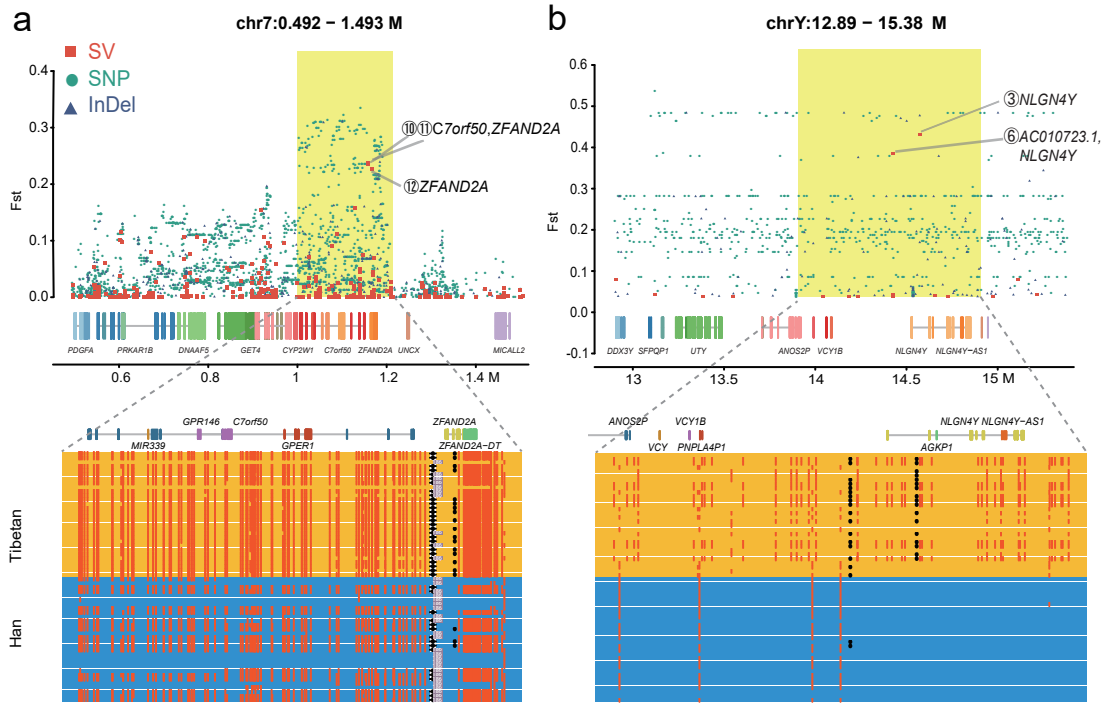 a
chr7:0.492 – 1.493 M
SV
SNP
InDel
0.4
0.3
0.2
0.1
0.0
Fst
⑩⑪C7orf50,ZFAND2A
⑫ZFAND2A
PDGFA PRKAR1B DNAAF5 GET4 CYP2W1 C7orf50 ZFAND2A UNCX MICALL2
0.6 0.8 1 1.2 1.4 M
GPR146 C7orf50 ZFAND2A
MIR339 GPER1 ZFAND2A−DT
Tibetan
Han
b
chrY:12.89 – 15.38 M
0.6
0.5
0.4
0.3
0.2
0.1
0.0
-0.1
Fst
③NLGN4Y
⑥AC010723.1,
NLGN4Y
DDX3Y SFPQP1 UTY ANOS2P VCY1B NLGN4Y NLGN4Y−AS1
13 13.5 14 14.5 15 M
ANOS2P VCY1B NLGN4Y NLGN4Y−AS1
VCY PNPLA4P1 AGKP1